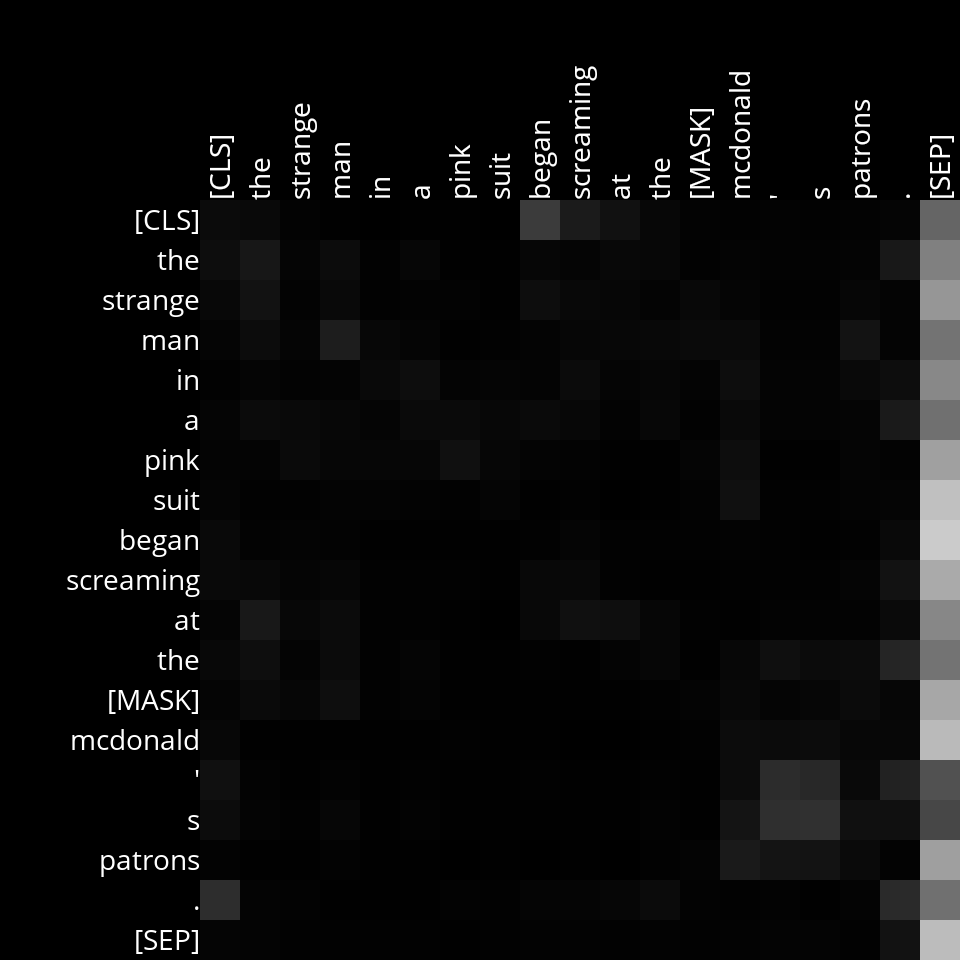 [CLS] the strange man in a pink suit began screaming at the [MASK] mcdonald ' s patrons . [SEP]
[CLS]
the
strange
man
in
a
pink
suit
began
screaming
at
the
[MASK]
mcdonald
'
s
patrons
.
[SEP]